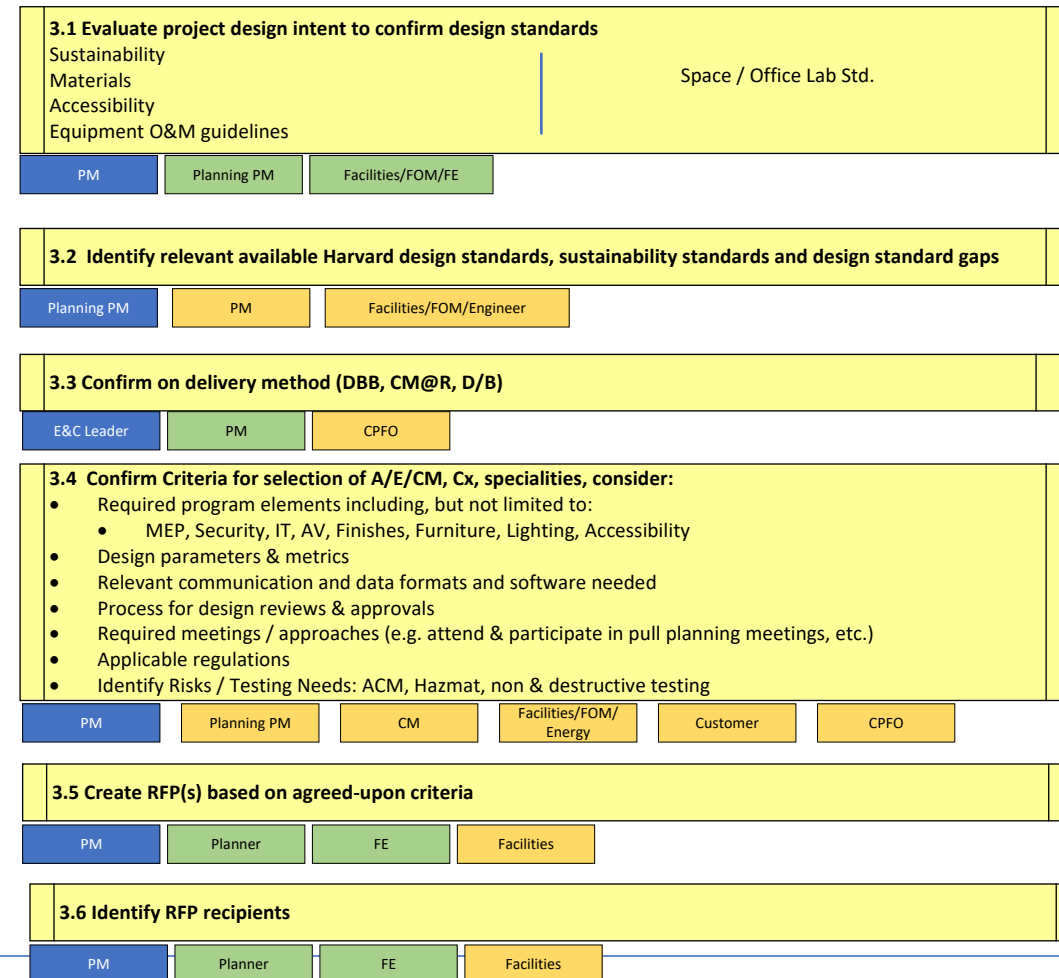 3.1 Evaluate project design intent to confirm design standards
Sustainability
Materials
Accessibility
Equipment O&M guidelines
Space / Office Lab Std.
PM
Planning PM
Facilities/FOM/FE
3.2 Identify relevant available Harvard design standards, sustainability standards and design standard gaps
Planning PM
PM
Facilities/FOM/Engineer
3.3 Confirm on delivery method (DBB, CM@R, D/B)
E&C Leader
PM
CPFO
3.4 Confirm Criteria for selection of A/E/CM, Cx, specialities, consider:
• Required program elements including, but not limited to:
• MEP, Security, IT, AV, Finishes, Furniture, Lighting, Accessibility
• Design parameters & metrics
• Relevant communication and data formats and software needed
• Process for design reviews & approvals
• Required meetings / approaches (e.g. attend & participate in pull planning meetings, etc.)
• Applicable regulations
• Identify Risks / Testing Needs: ACM, Hazmat, non & destructive testing
PM
Planning PM
CM
Facilities/FOM/
Energy
Customer
CPFO
3.5 Create RFP(s) based on agreed-upon criteria
PM
Planner
FE
Facilities
3.6 Identify RFP recipients
PM
Planner
FE
Facilities